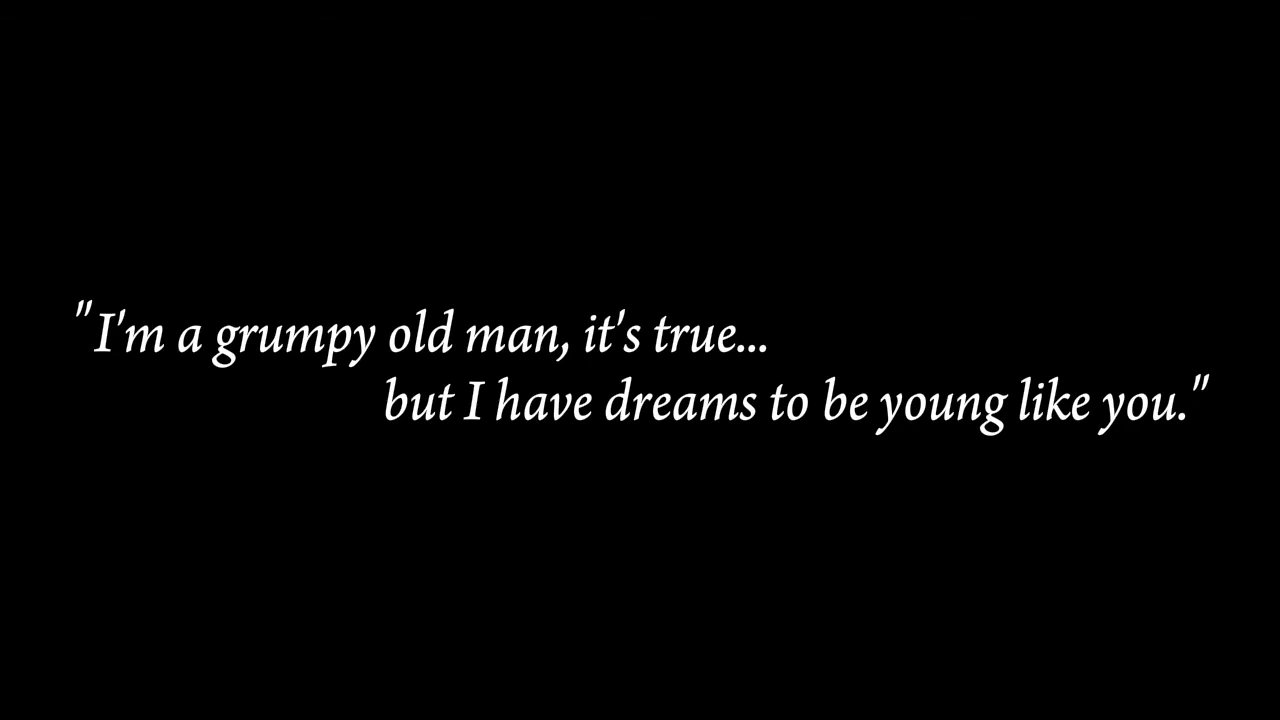 "I'm a grumpy old man, it's true...
but I have dreams to be young like you."